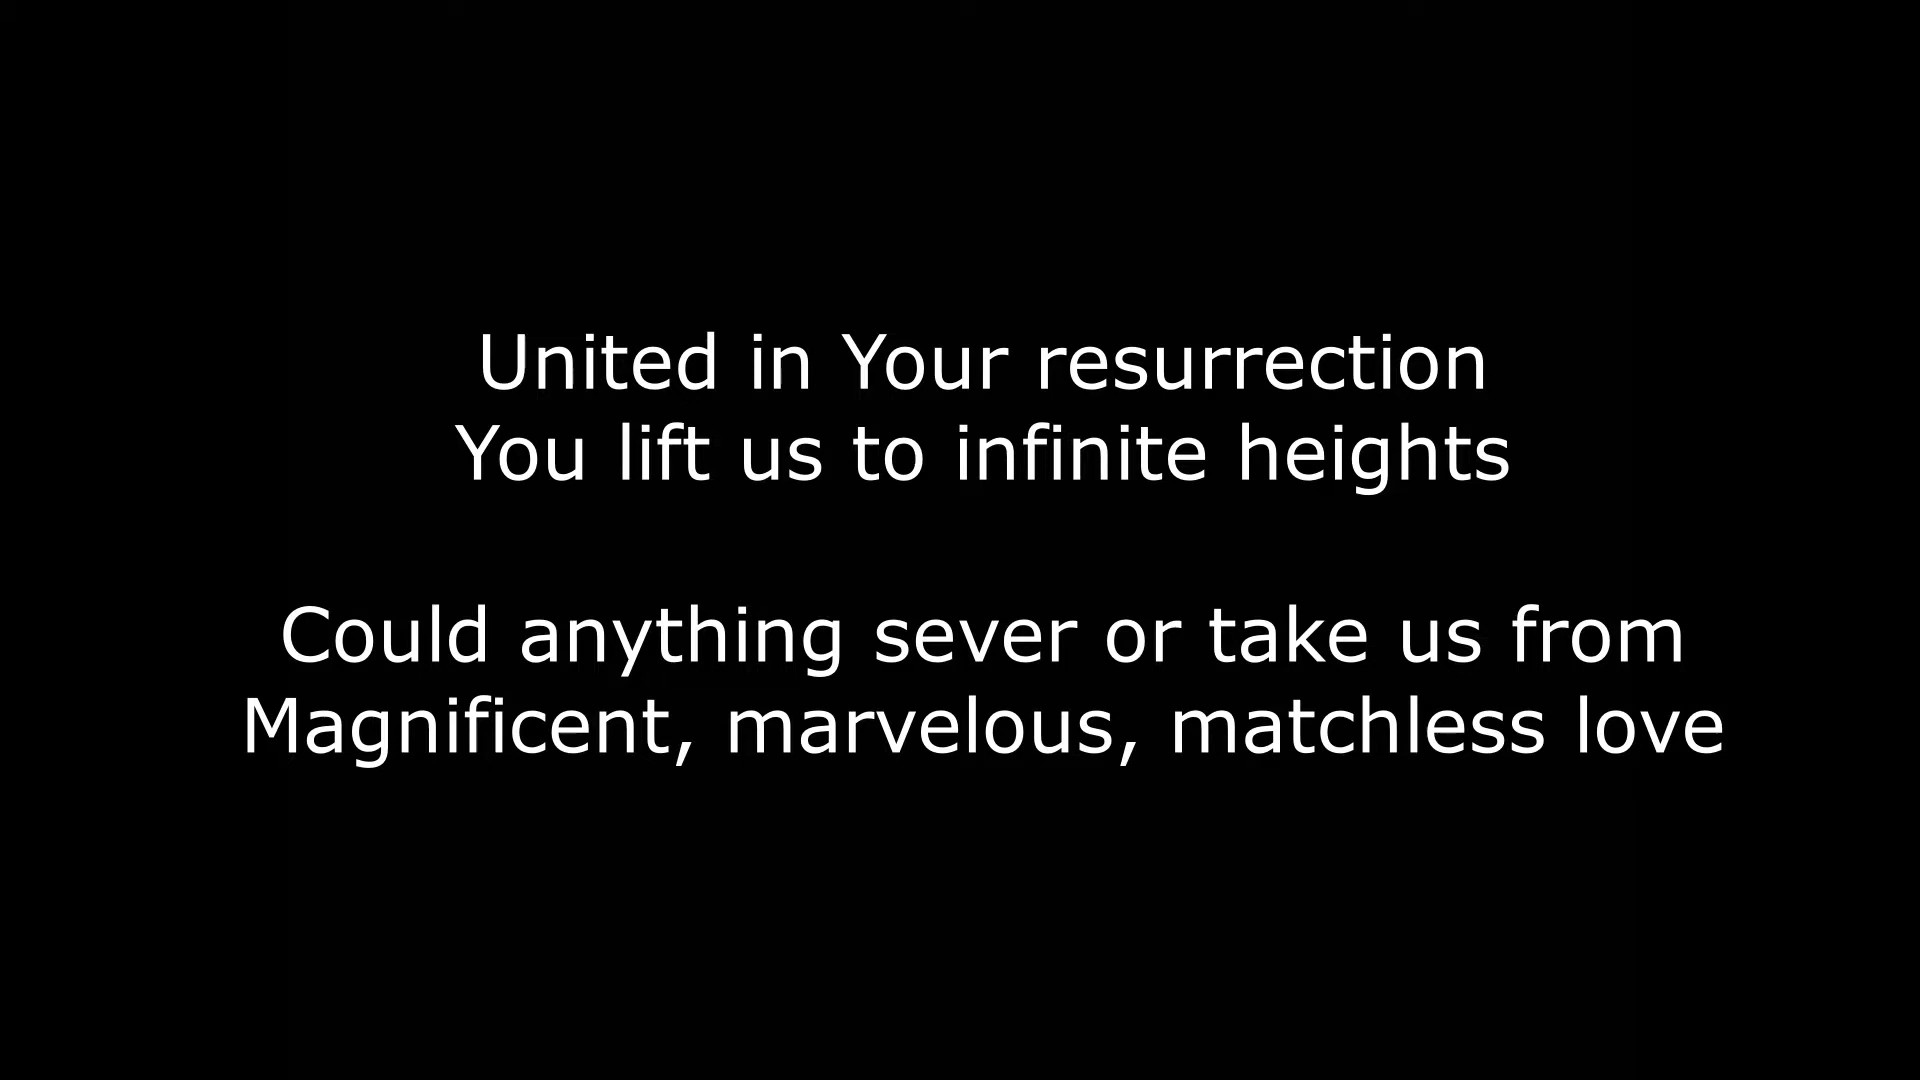 United in Your resurrection
You lift us to infinite heights
Could anything sever or take us from
Magnificent, marvelous, matchless love